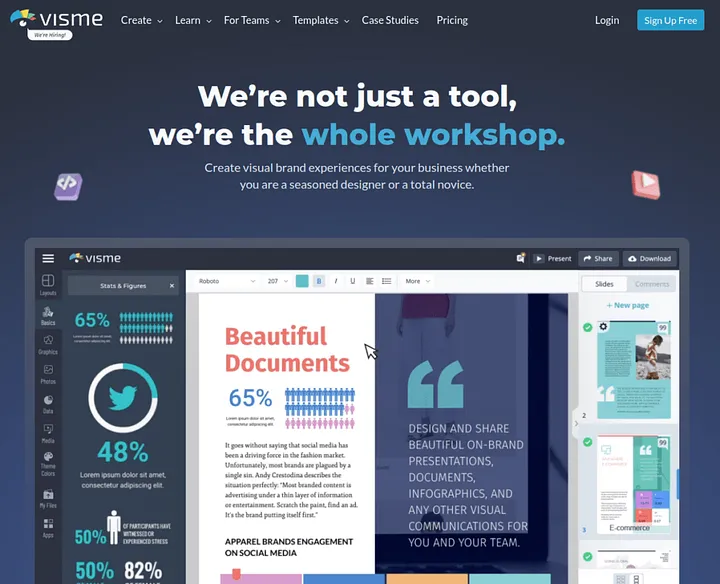 visme
We're Hiring!
Create
Learn
For Teams
Templates
Case Studies
Pricing
Login
Sign Up Free
We're not just a tool,
we're the whole workshop.
Create visual brand experiences for your business whether
you are a seasoned designer or a total novice.
visme
Present
Share
Download
Layouts
Basics
Graphics
Photos
Data
Media
Theme
Colors
My Files
Apps
Stats & Figures
65%
48%
Lorem ipsum dolor sit amet,
consectetur adipiscing elit.
50%
OF PARTICIPANTS HAVE
WITNESSED OR
EXPERIENCED STRESS
50%
82%
Roboto
207
B
I
U
More
Beautiful
Documents
65%
Lorem ipsum dolor sit amet,
consectetur adipiscing elit.
It goes without saying that social media has
been a driving force in the fashion market.
Unfortunately, most brands are plagued by a
single sin. Andy Crestodina describes the
situation perfectly: "Most branded content is
advertising under a thin layer of information
or entertainment. Scratch the paint, find an ad.
It's the brand putting itself first."
APPAREL BRANDS ENGAGEMENT
ON SOCIAL MEDIA
DESIGN AND SHARE
BEAUTIFUL ON-BRAND
PRESENTATIONS,
DOCUMENTS,
INFOGRAPHICS, AND
ANY OTHER VISUAL
COMMUNICATIONS FOR
YOU AND YOUR TEAM.
Slides
Comments
+ New page
2
3
E-commerce